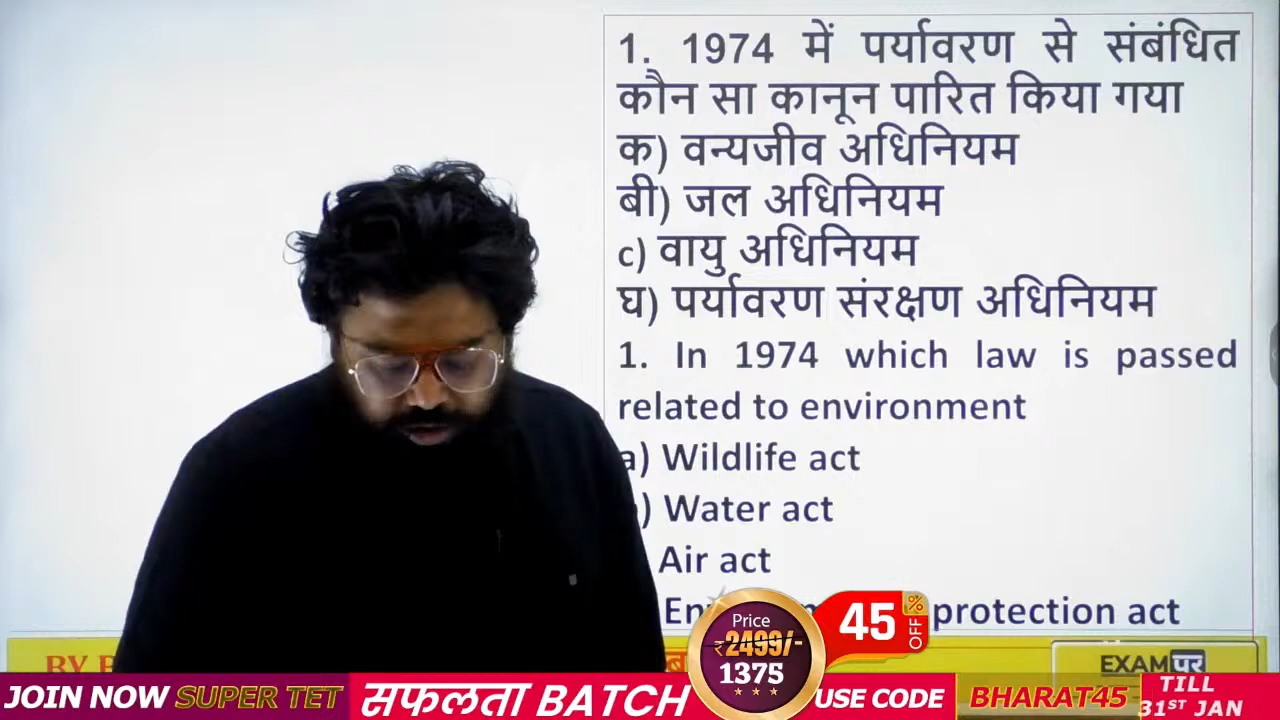 1. 1974 में पर्यावरण से संबंधित
कौन सा कानून पारित किया गया
क) वन्यजीव अधिनियम
बी) जल अधिनियम
c) वायु अधिनियम
घ) पर्यावरण संरक्षण अधिनियम
1. In 1974 which law is passed
related to environment
a) Wildlife act
) Water act
Air act
protection act
BY
Price
₹2499/-
1375
45% OFF
EXAMपुर
JOIN NOW SUPER TET सफलता BATCH USE CODE BHARAT45 TILL
31ST JAN